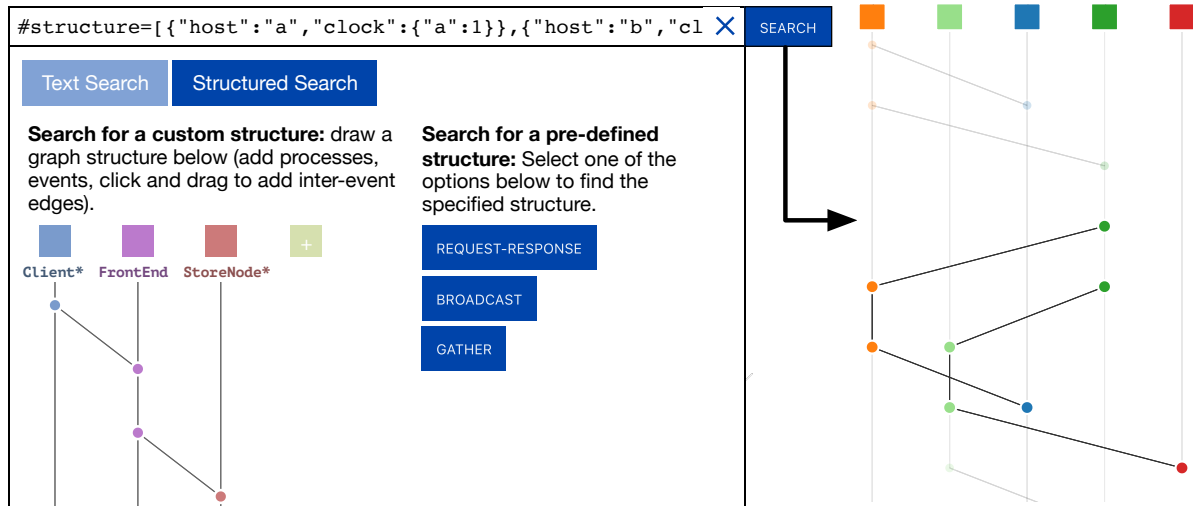 #structure=[{"host":"a","clock":{"a":1}},{"host":"b","cl
SEARCH
Text Search
Structured Search
Search for a custom structure: draw a
graph structure below (add processes,
events, click and drag to add inter-event
edges).
Client*
FrontEnd
StoreNode*
+
Search for a pre-defined
structure: Select one of the
options below to find the
specified structure.
REQUEST-RESPONSE
BROADCAST
GATHER